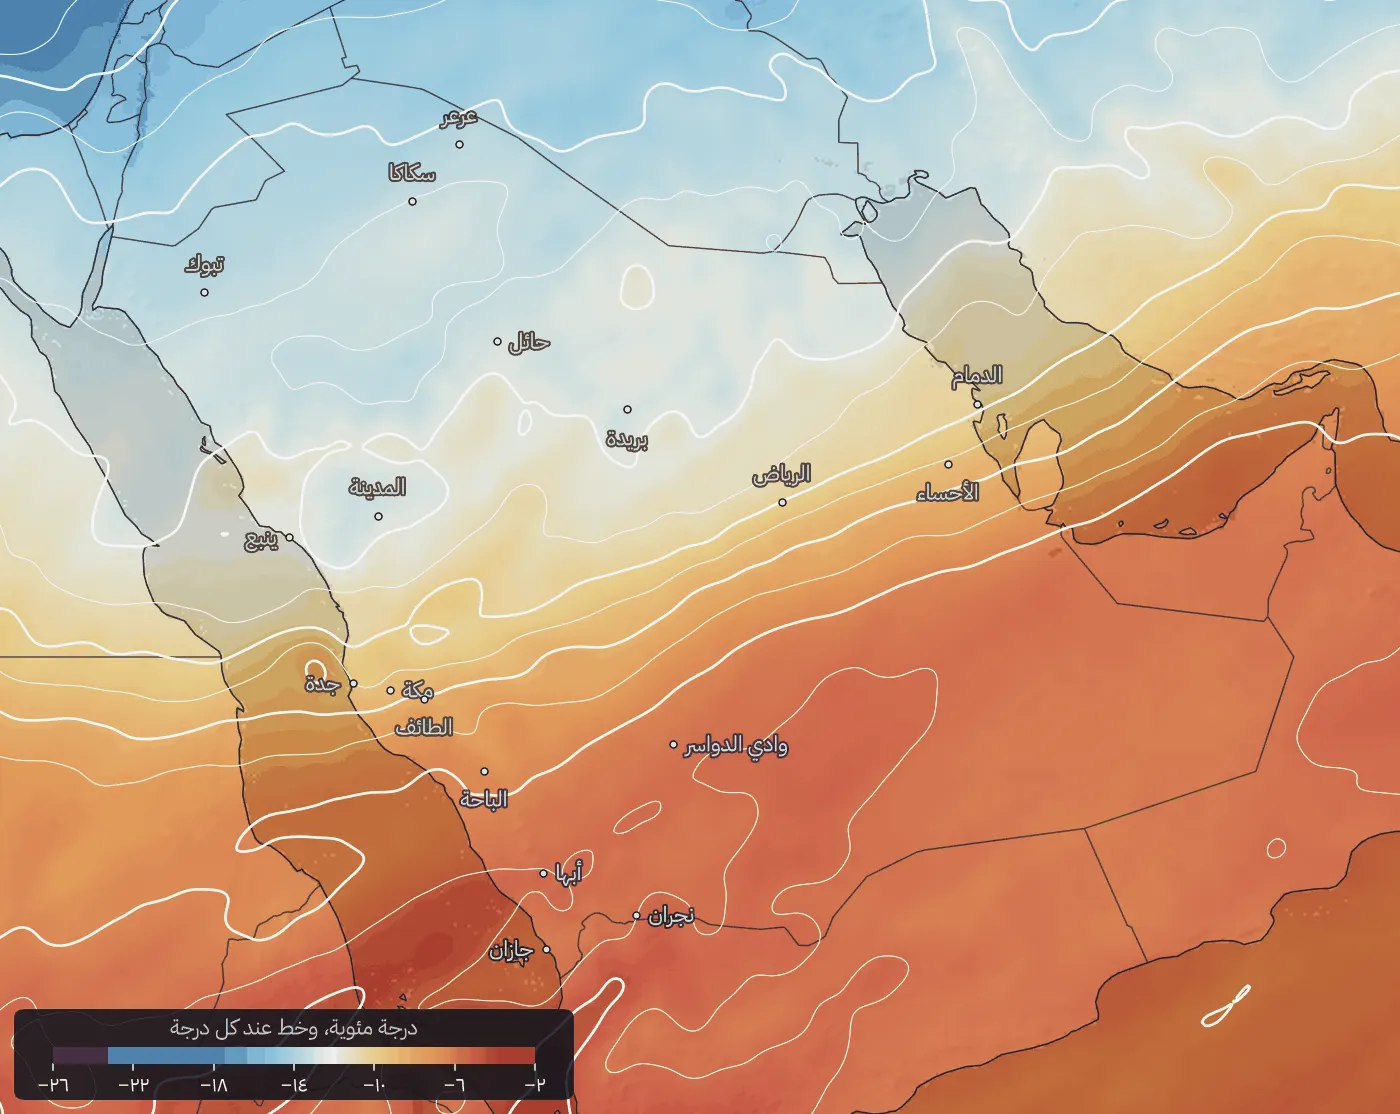 عرعر
سكاكا
تبوك
حائل
الدمام
بريدة
الرياض
المدينة
الأحساء
ينبع
جدة
مكة
الطائف
وادي الدواسر
الباحة
أبها
نجران
جازان
درجة مئوية، وخط عند كل درجة
−٢٦ −٢٢ −١٨ −١٤ −١٠ −٦ −٢